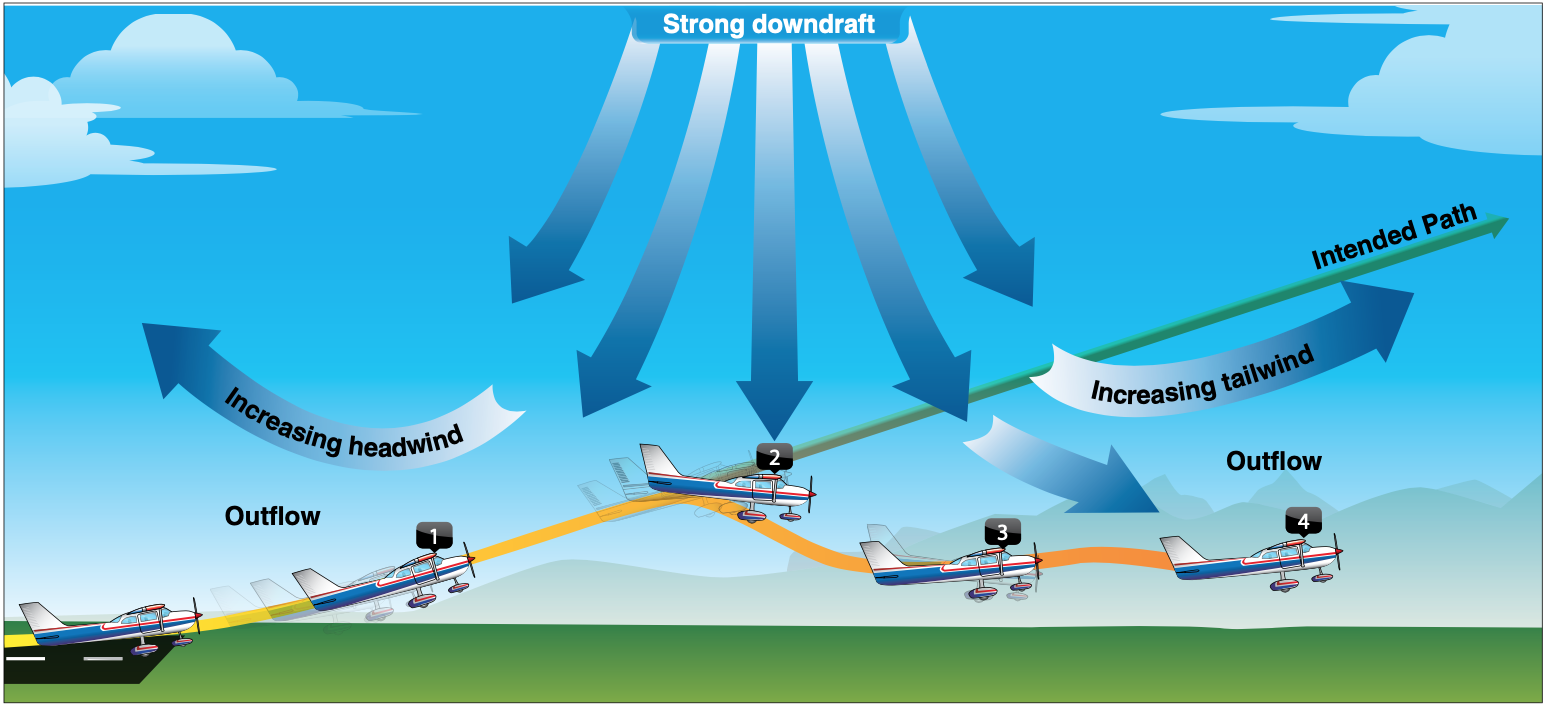 Strong downdraft
Intended Path
Increasing tailwind
Increasing headwind
Outflow
Outflow
1
2
3
4